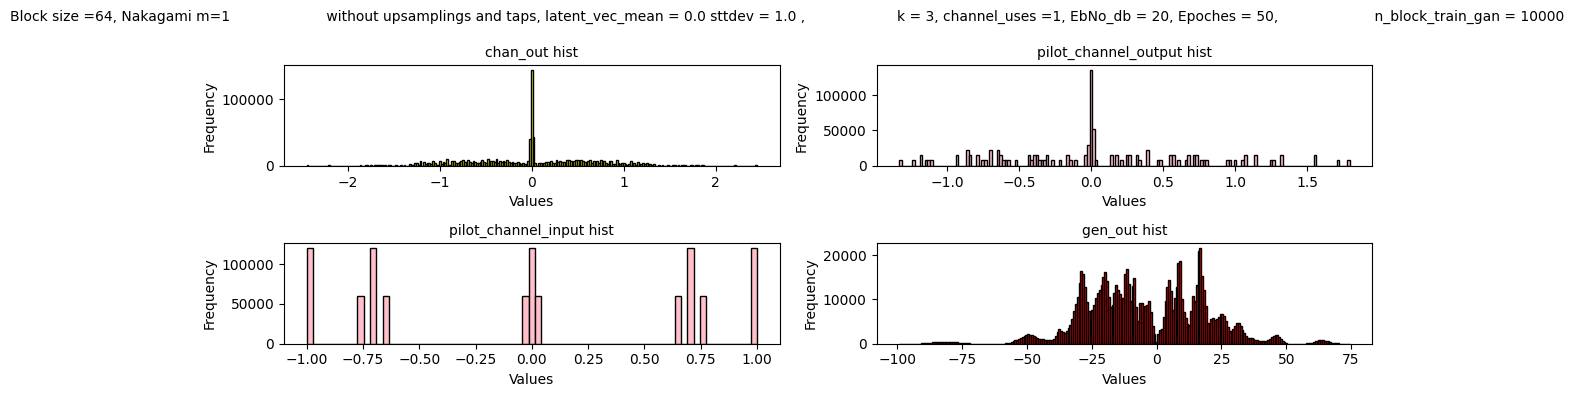 Block size =64, Nakagami m=1 without upsamplings and taps, latent_vec_mean = 0.0 sttdev = 1.0 , k = 3, channel_uses =1, EbNo_db = 20, Epoches = 50, n_block_train_gan = 10000
chan_out hist
Frequency
100000
0
−2 −1 0 1 2
Values
pilot_channel_output hist
Frequency
100000
50000
0
−1.0 −0.5 0.0 0.5 1.0 1.5
Values
pilot_channel_input hist
Frequency
100000
50000
0
−1.00 −0.75 −0.50 −0.25 0.00 0.25 0.50 0.75 1.00
Values
gen_out hist
Frequency
20000
10000
0
−100 −75 −50 −25 0 25 50 75
Values